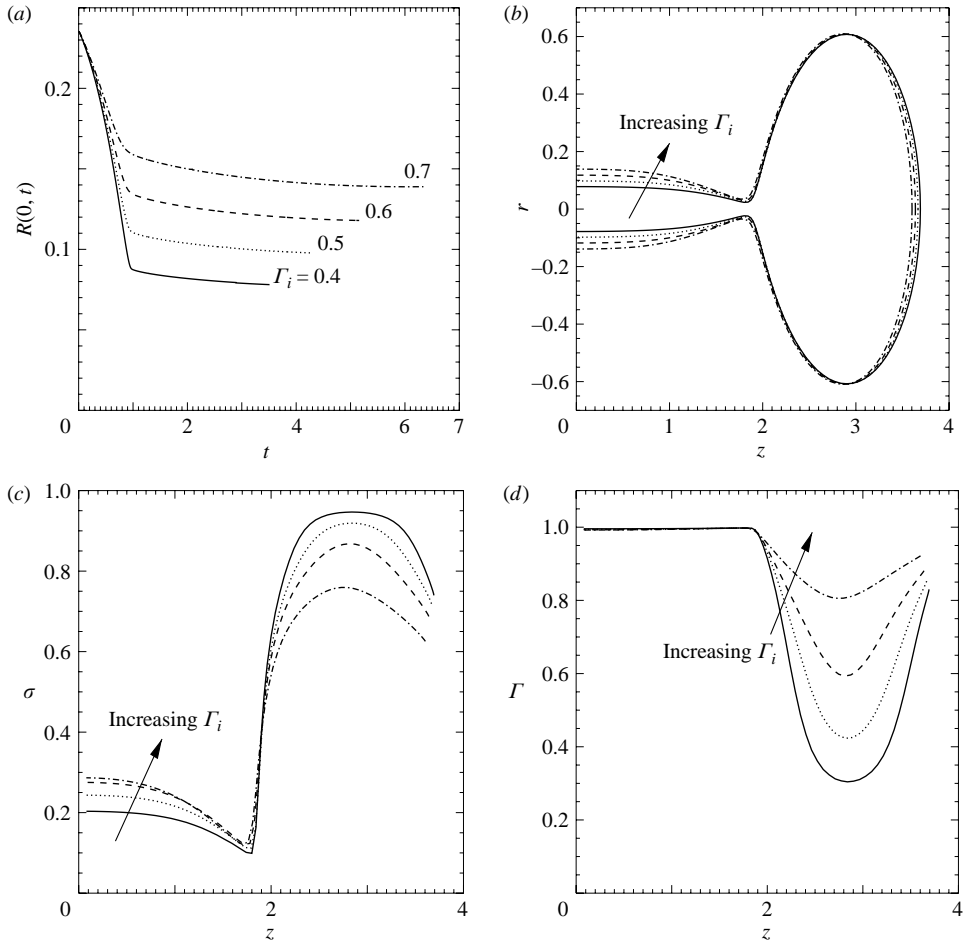 (a)
0.2
0.1
0
R(0, t)
0.7
0.6
0.5
Γi = 0.4
1 2 3 4 5 6 7
t
(b)
0.6
0.4
0.2
0
–0.2
–0.4
–0.6
r
Increasing Γi
0 1 2 3 4
z
(c)
1.0
0.8
0.6
0.4
0.2
σ
Increasing Γi
0 2 4
z
(d)
1.0
0.8
0.6
0.4
0.2
Γ
Increasing Γi
0 2 4
z